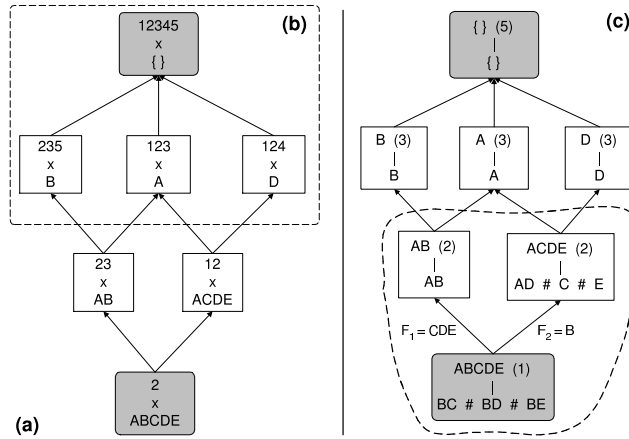 12345
x
{ }
(b)
235
x
B
123
x
A
124
x
D
23
x
AB
12
x
ACDE
2
x
ABCDE
(a)
{ } (5)
{ }
(c)
B (3)
B
A (3)
A
D (3)
D
AB (2)
AB
ACDE (2)
AD # C # E
F1 = CDE
F2 = B
ABCDE (1)
BC # BD # BE